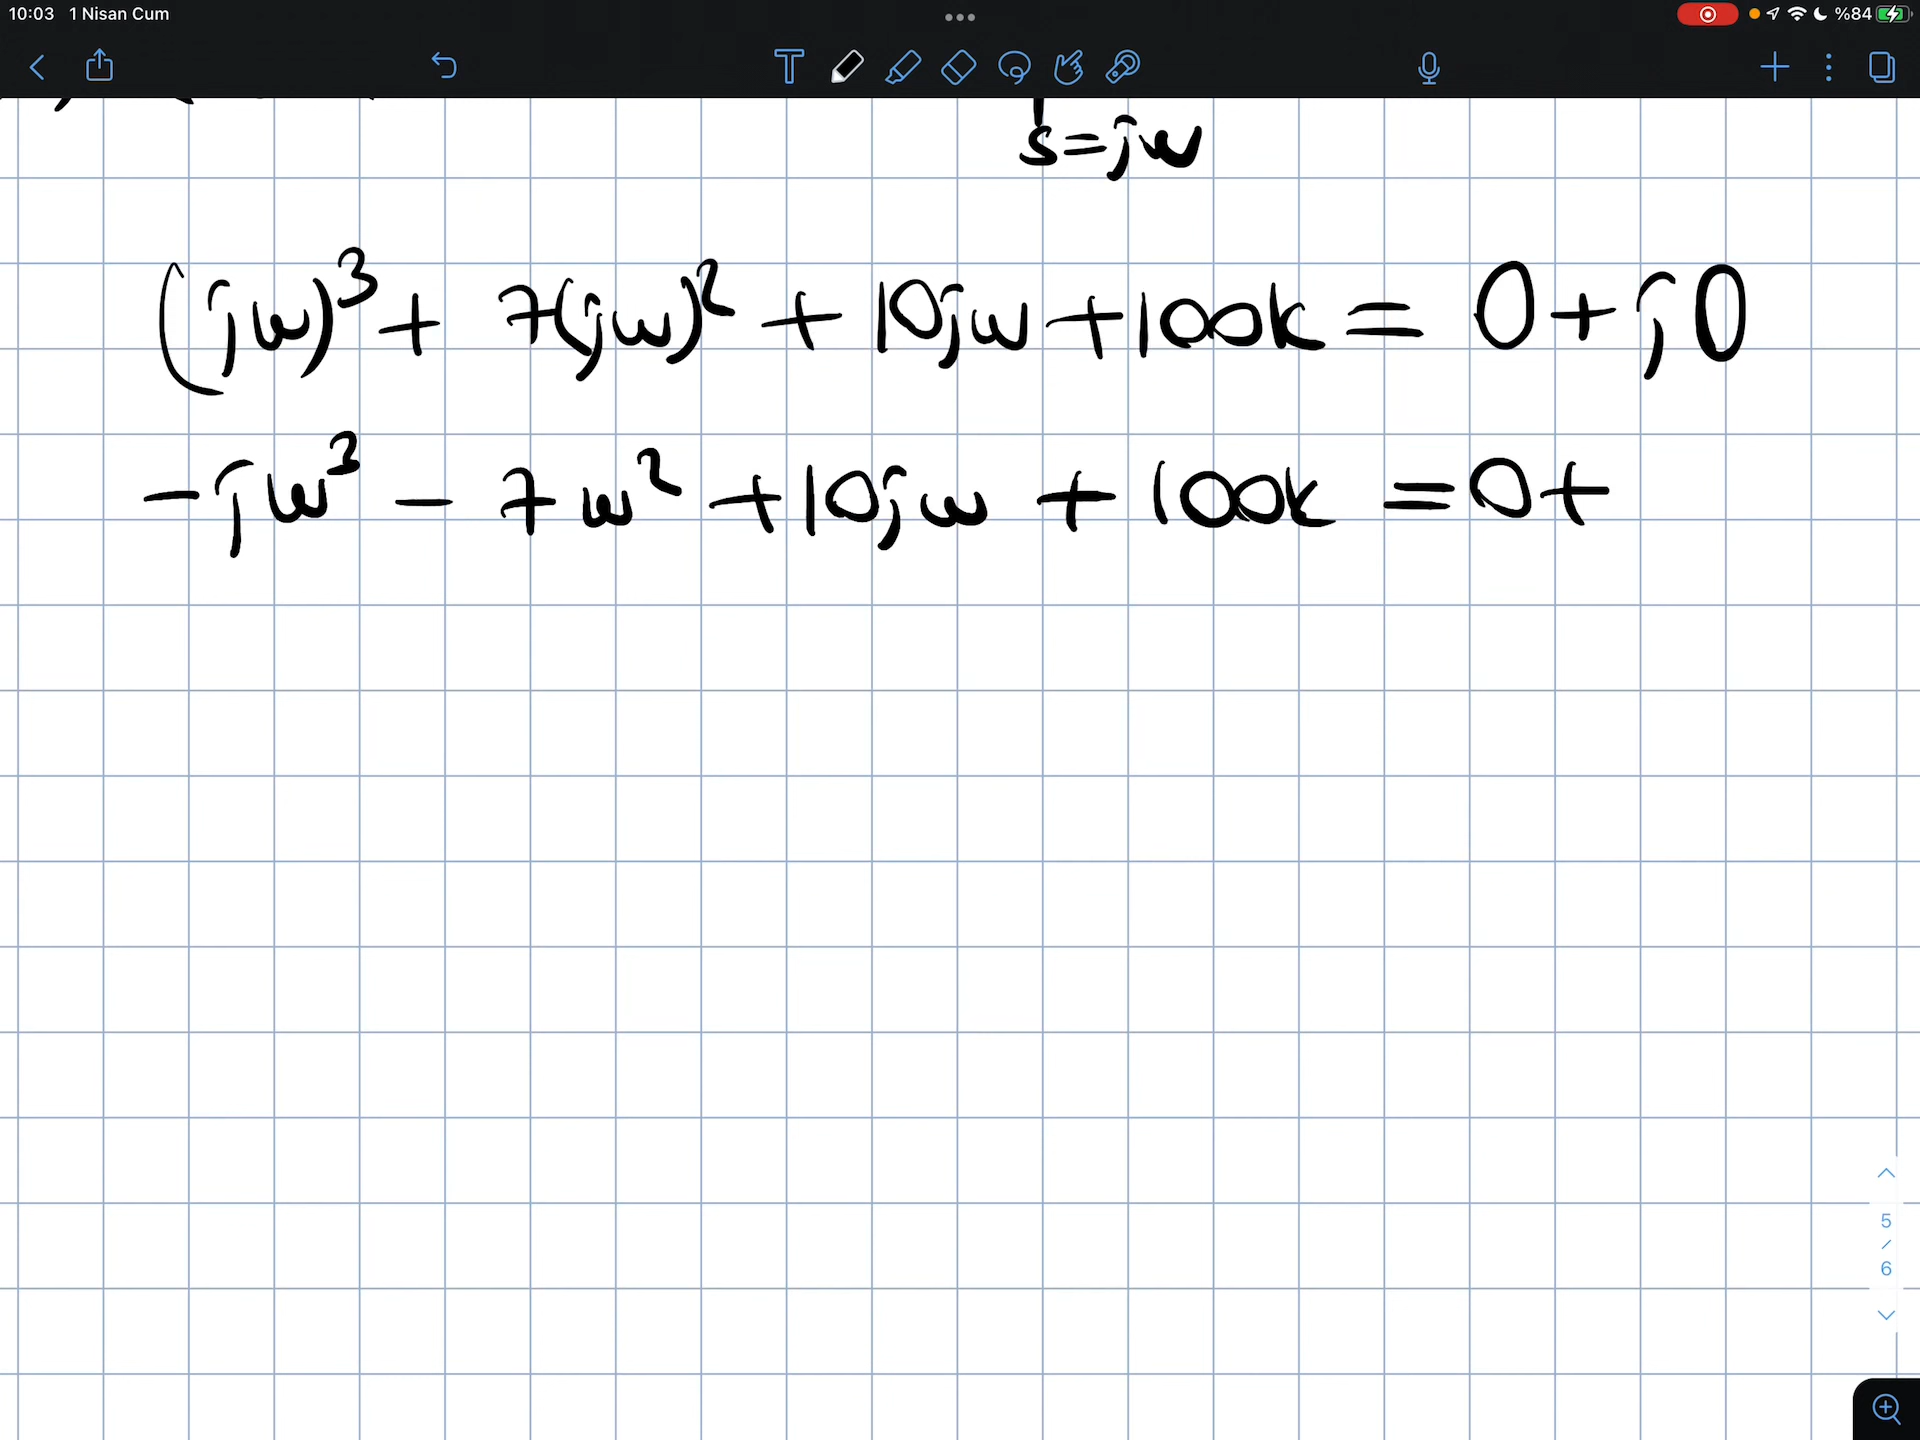 10:03 1 Nisan Cum
%84
T
s=jw
(jw)³ + 7(jw)² + 10jw + 100k = 0 + j0
-jw³ - 7w² + 10jw + 100k = 0 +
5
/
6